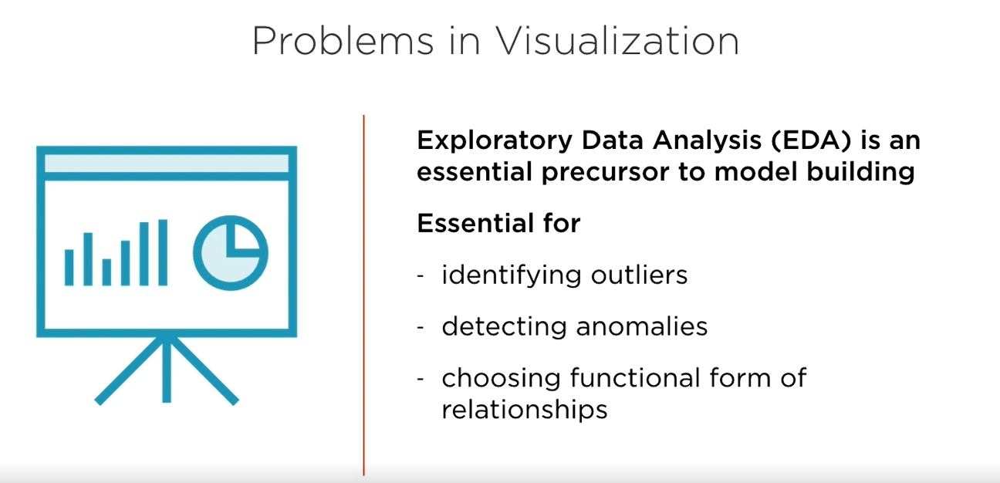 Problems in Visualization
Exploratory Data Analysis (EDA) is an
essential precursor to model building
Essential for
- identifying outliers
- detecting anomalies
- choosing functional form of
relationships